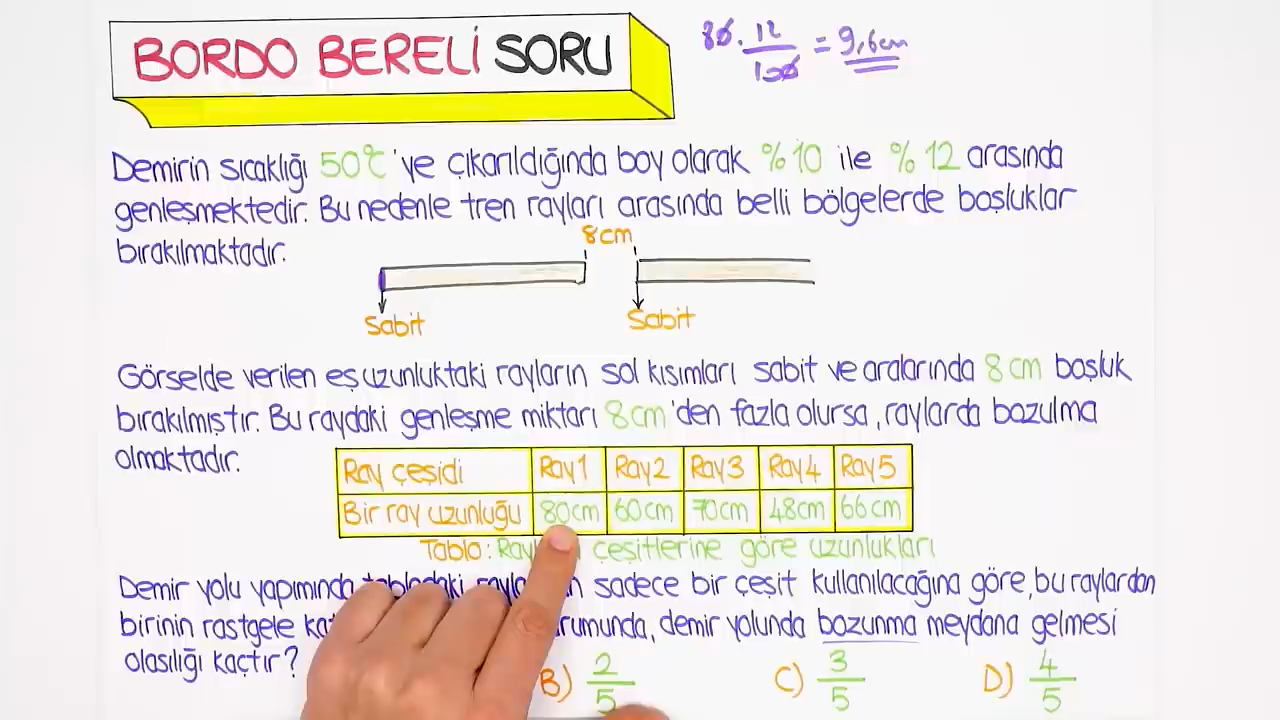 BORDO BERELİ SORU
80 . 12/100 = 9,6cm
Demirin sıcaklığı 50°C'ye çıkarıldığında boy olarak %10 ile %12 arasında
genleşmektedir. Bu nedenle tren rayları arasında belli bölgelerde boşluklar
bırakılmaktadır.
8cm
Sabit
Sabit
Görselde verilen eş uzunluktaki rayların sol kısımları sabit ve aralarında 8 cm boşluk
bırakılmıştır. Bu raydaki genleşme miktarı 8cm'den fazla olursa, raylarda bozulma
olmaktadır.
Ray çeşidi Ray1 Ray2 Ray3 Ray4 Ray5
Bir ray uzunluğu 80cm 60cm 70cm 48cm 66cm
Tablo: çeşitlerine göre uzunlukları
Demir yolu yapımında tablodaki sadece bir çeşit kullanılacağına göre, bu raylardan
birinin rastgele demir yolunda bozunma meydana gelmesi
olasılığı kaçtır?
B) 2/5 C) 3/5 D) 4/5